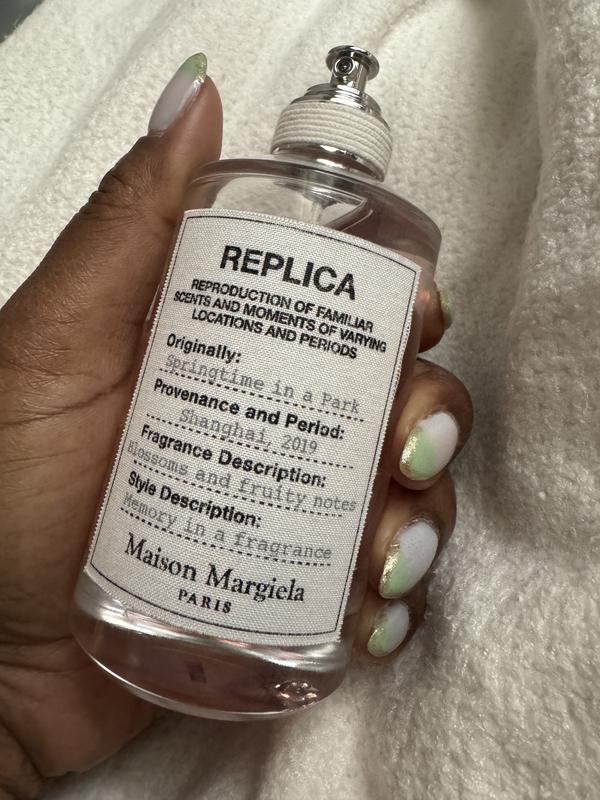 REPLICA
REPRODUCTION OF FAMILIAR
SCENTS AND MOMENTS OF VARYING
LOCATIONS AND PERIODS
Originally:
Springtime in a Park
Provenance and Period:
Shanghai, 2019
Fragrance Description:
Blossoms and fruity notes
Style Description:
Memory in a fragrance
Maison Margiela
PARIS